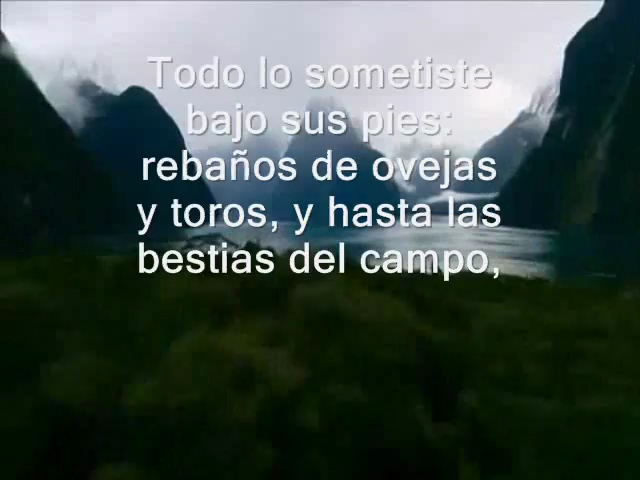 Todo lo sometiste
bajo sus pies:
rebaños de ovejas
y toros, y hasta las
bestias del campo,